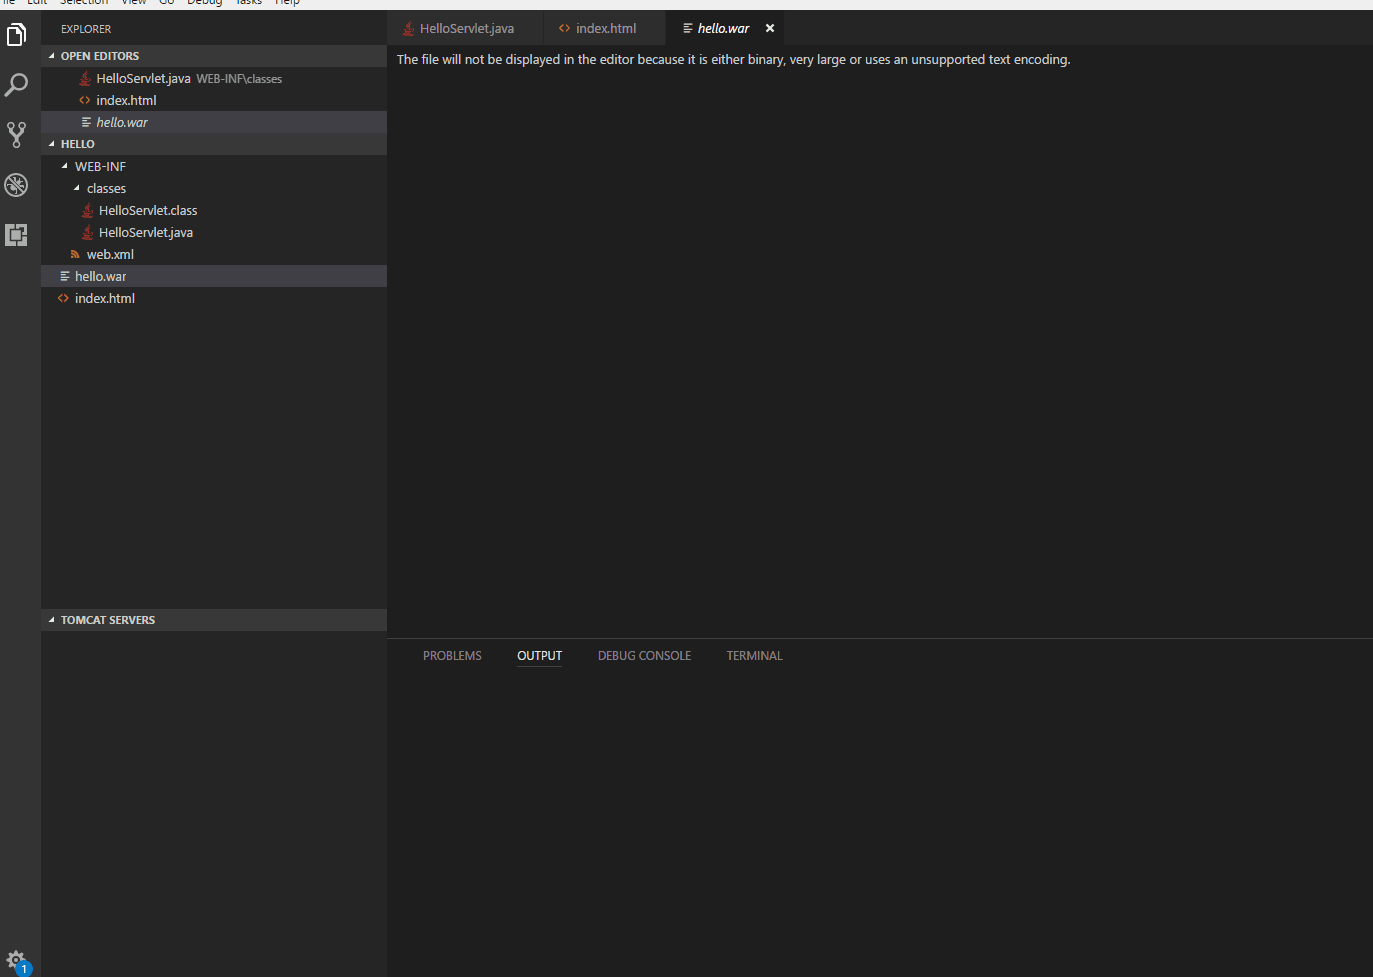 ile Edit Selection View Go Debug Tasks Help
EXPLORER
OPEN EDITORS
HelloServlet.java WEB-INF\classes
index.html
hello.war
HELLO
WEB-INF
classes
HelloServlet.class
HelloServlet.java
web.xml
hello.war
index.html
TOMCAT SERVERS
1
HelloServlet.java index.html hello.war
The file will not be displayed in the editor because it is either binary, very large or uses an unsupported text encoding.
PROBLEMS OUTPUT DEBUG CONSOLE TERMINAL